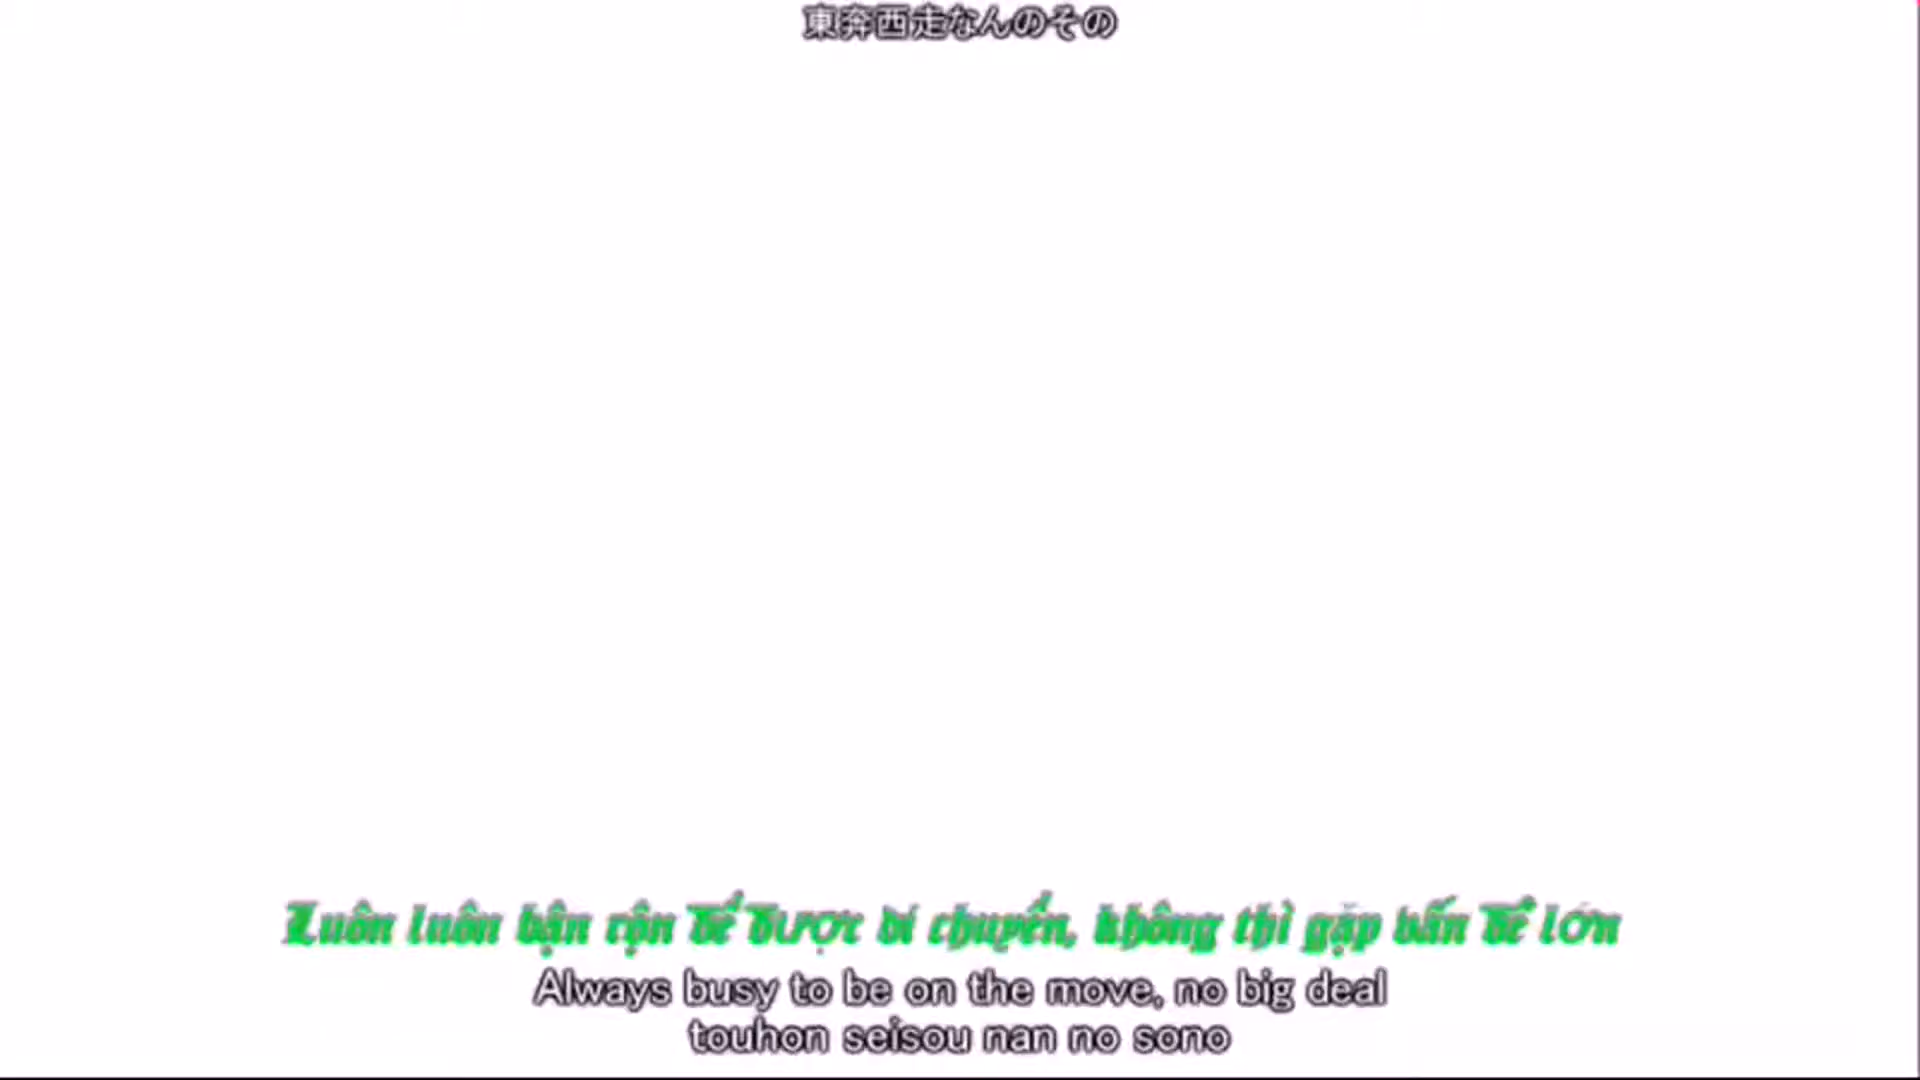 東奔西走なんのその
Luôn luôn bận rộn để được di chuyển, không thì gặp vấn đề lớn
Always busy to be on the move, no big deal
touhon seisou nan no sono